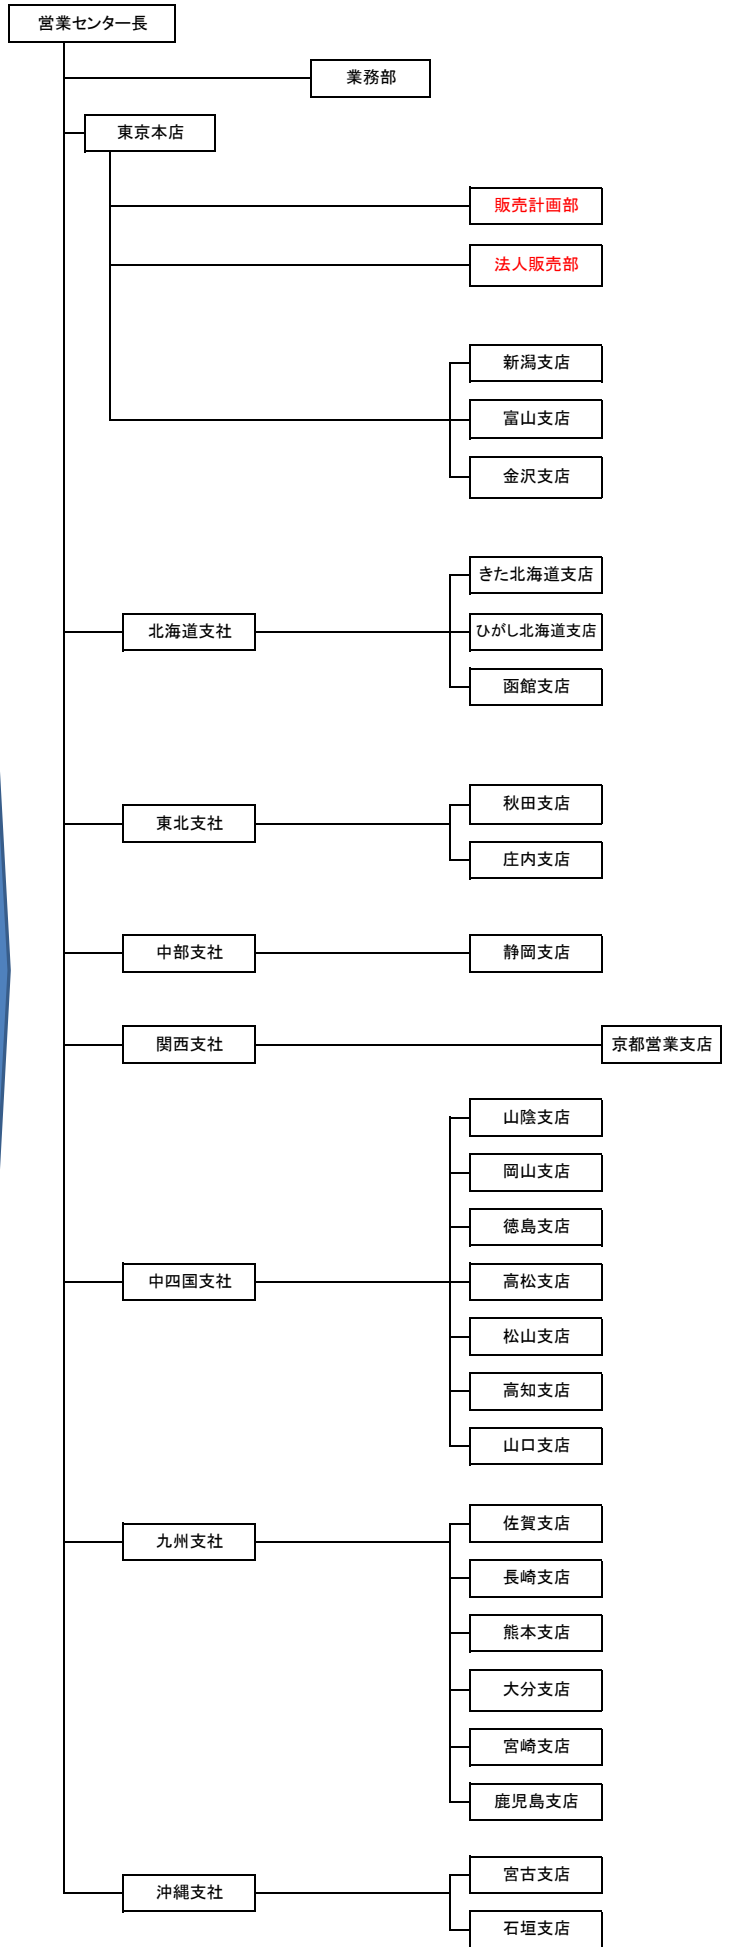 営業センター長
業務部
東京本店
販売計画部
法人販売部
新潟支店
富山支店
金沢支店
きた北海道支店
北海道支社
ひがし北海道支店
函館支店
秋田支店
東北支社
庄内支店
中部支社
静岡支店
関西支社
京都営業支店
山陰支店
岡山支店
徳島支店
中四国支社
高松支店
松山支店
高知支店
山口支店
佐賀支店
九州支社
長崎支店
熊本支店
大分支店
宮崎支店
鹿児島支店
宮古支店
沖縄支社
石垣支店